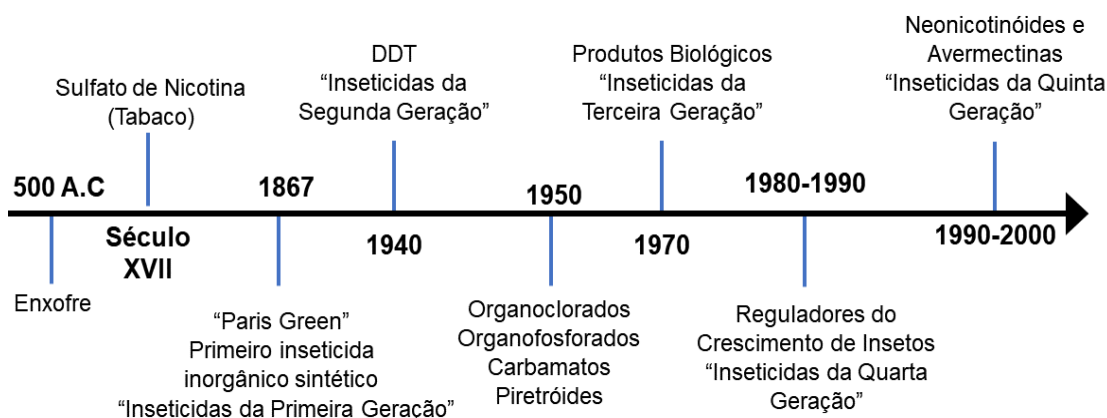 500 A.C
Enxofre
Sulfato de Nicotina
(Tabaco)
Século
XVII
1867
“Paris Green”
Primeiro inseticida
inorgânico sintético
“Inseticidas da Primeira Geração”
DDT
“Inseticidas da
Segunda Geração”
1940
1950
Organoclorados
Organofosforados
Carbamatos
Piretróides
Produtos Biológicos
“Inseticidas da
Terceira Geração”
1970
1980-1990
Reguladores do
Crescimento de Insetos
“Inseticidas da Quarta
Geração”
Neonicotinóides e
Avermectinas
“Inseticidas da Quinta
Geração”
1990-2000